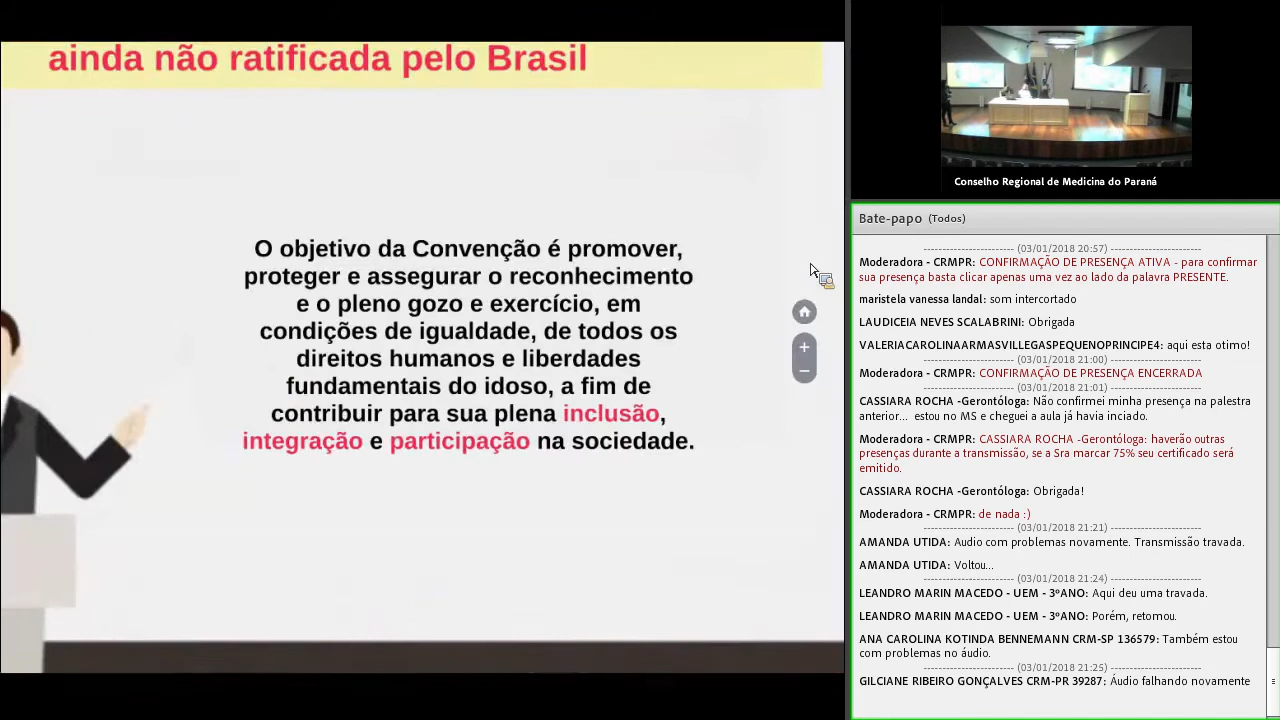 ainda não ratificada pelo Brasil
O objetivo da Convenção é promover,
proteger e assegurar o reconhecimento
e o pleno gozo e exercício, em
condições de igualdade, de todos os
direitos humanos e liberdades
fundamentais do idoso, a fim de
contribuir para sua plena inclusão,
integração e participação na sociedade.
Conselho Regional de Medicina do Paraná
Bate-papo (Todos)
------------------------ (03/01/2018 20:57) ------------------------
Moderadora - CRMPR: CONFIRMAÇÃO DE PRESENÇA ATIVA - para confirmar
sua presença basta clicar apenas uma vez ao lado da palavra PRESENTE.
maristela vanessa landal: som intercortado
LAUDICEIA NEVES SCALABRINI: Obrigada
VALERIACAROLINAARMASVILLEGASPEQUENOPRINCIPE4: aqui esta otimo!
------------------------ (03/01/2018 21:00) ------------------------
Moderadora - CRMPR: CONFIRMAÇÃO DE PRESENÇA ENCERRADA
------------------------ (03/01/2018 21:01) ------------------------
CASSIARA ROCHA -Gerontóloga: Não confirmei minha presença na palestra
anterior... estou no MS e cheguei a aula já havia inciado.
Moderadora - CRMPR: CASSIARA ROCHA -Gerontóloga: haverão outras
presenças durante a transmissão, se a Sra marcar 75% seu certificado será
emitido.
CASSIARA ROCHA -Gerontóloga: Obrigada!
Moderadora - CRMPR: de nada :)
------------------------ (03/01/2018 21:21) ------------------------
AMANDA UTIDA: Audio com problemas novamente. Transmissão travada.
AMANDA UTIDA: Voltou...
------------------------ (03/01/2018 21:24) ------------------------
LEANDRO MARIN MACEDO - UEM - 3ºANO: Aqui deu uma travada.
LEANDRO MARIN MACEDO - UEM - 3ºANO: Porém, retomou.
ANA CAROLINA KOTINDA BENNEMANN CRM-SP 136579: Também estou
com problemas no áudio.
------------------------ (03/01/2018 21:25) ------------------------
GILCIANE RIBEIRO GONÇALVES CRM-PR 39287: Áudio falhando novamente